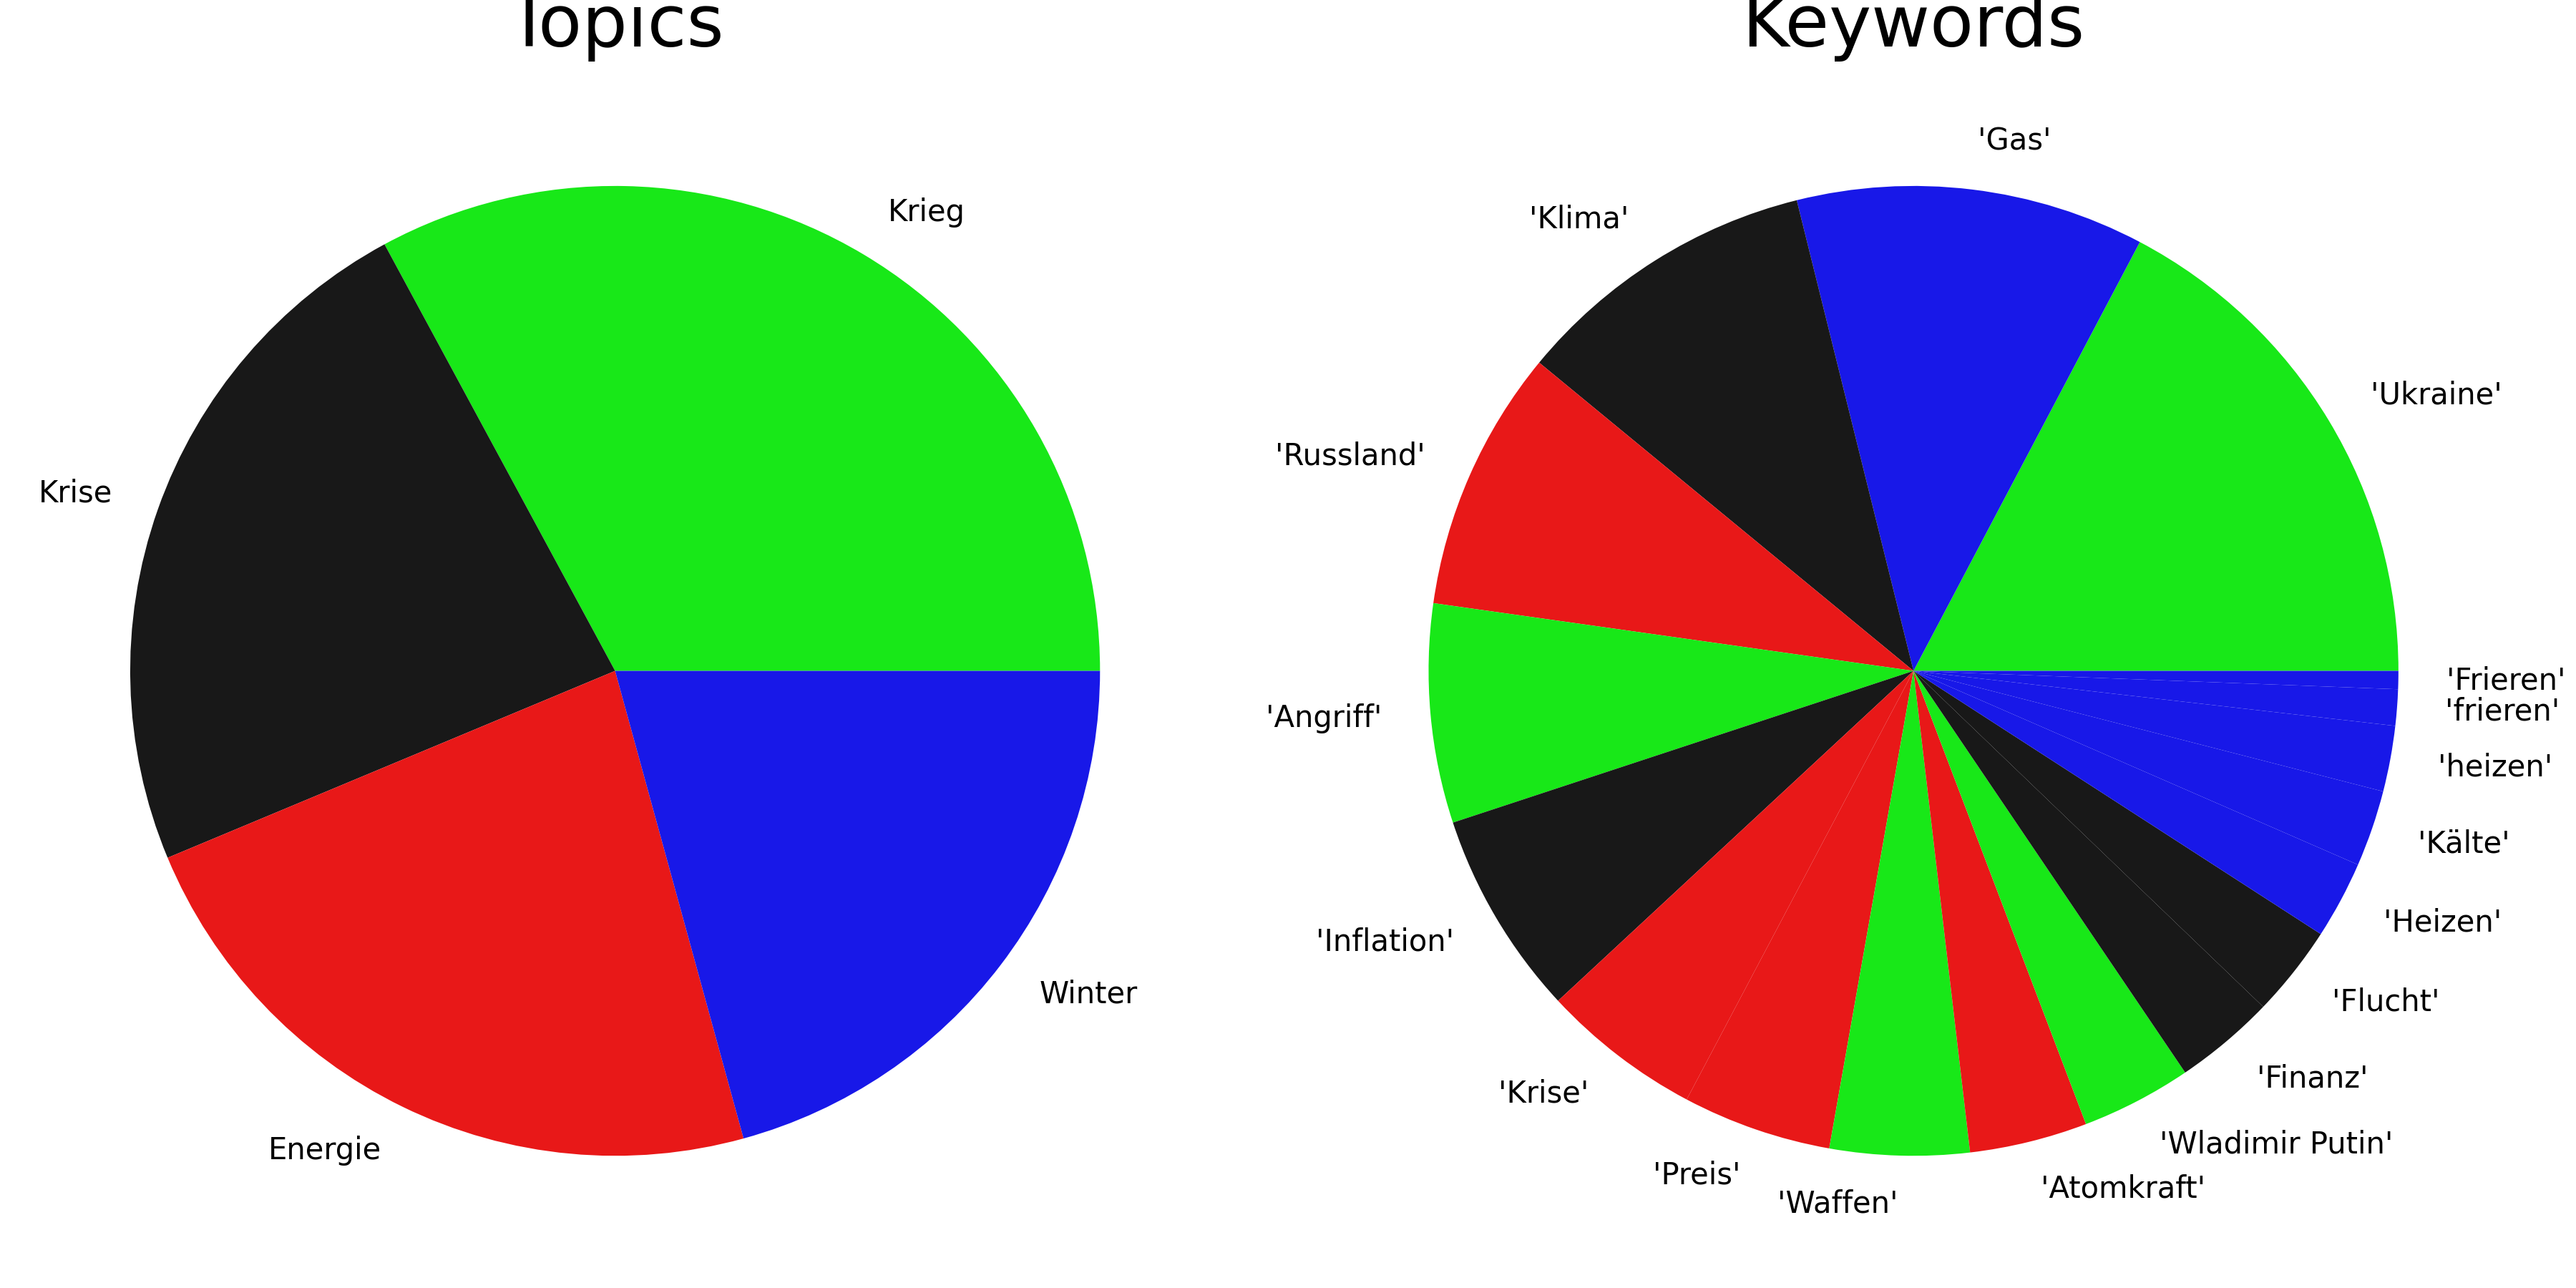 Topics
Krieg
Krise
Energie
Winter
Keywords
'Gas'
'Klima'
'Ukraine'
'Russland'
'Angriff'
'Inflation'
'Krise'
'Preis'
'Waffen'
'Atomkraft'
'Wladimir Putin'
'Finanz'
'Flucht'
'Heizen'
'Kälte'
'heizen'
'frieren'
'Frieren'